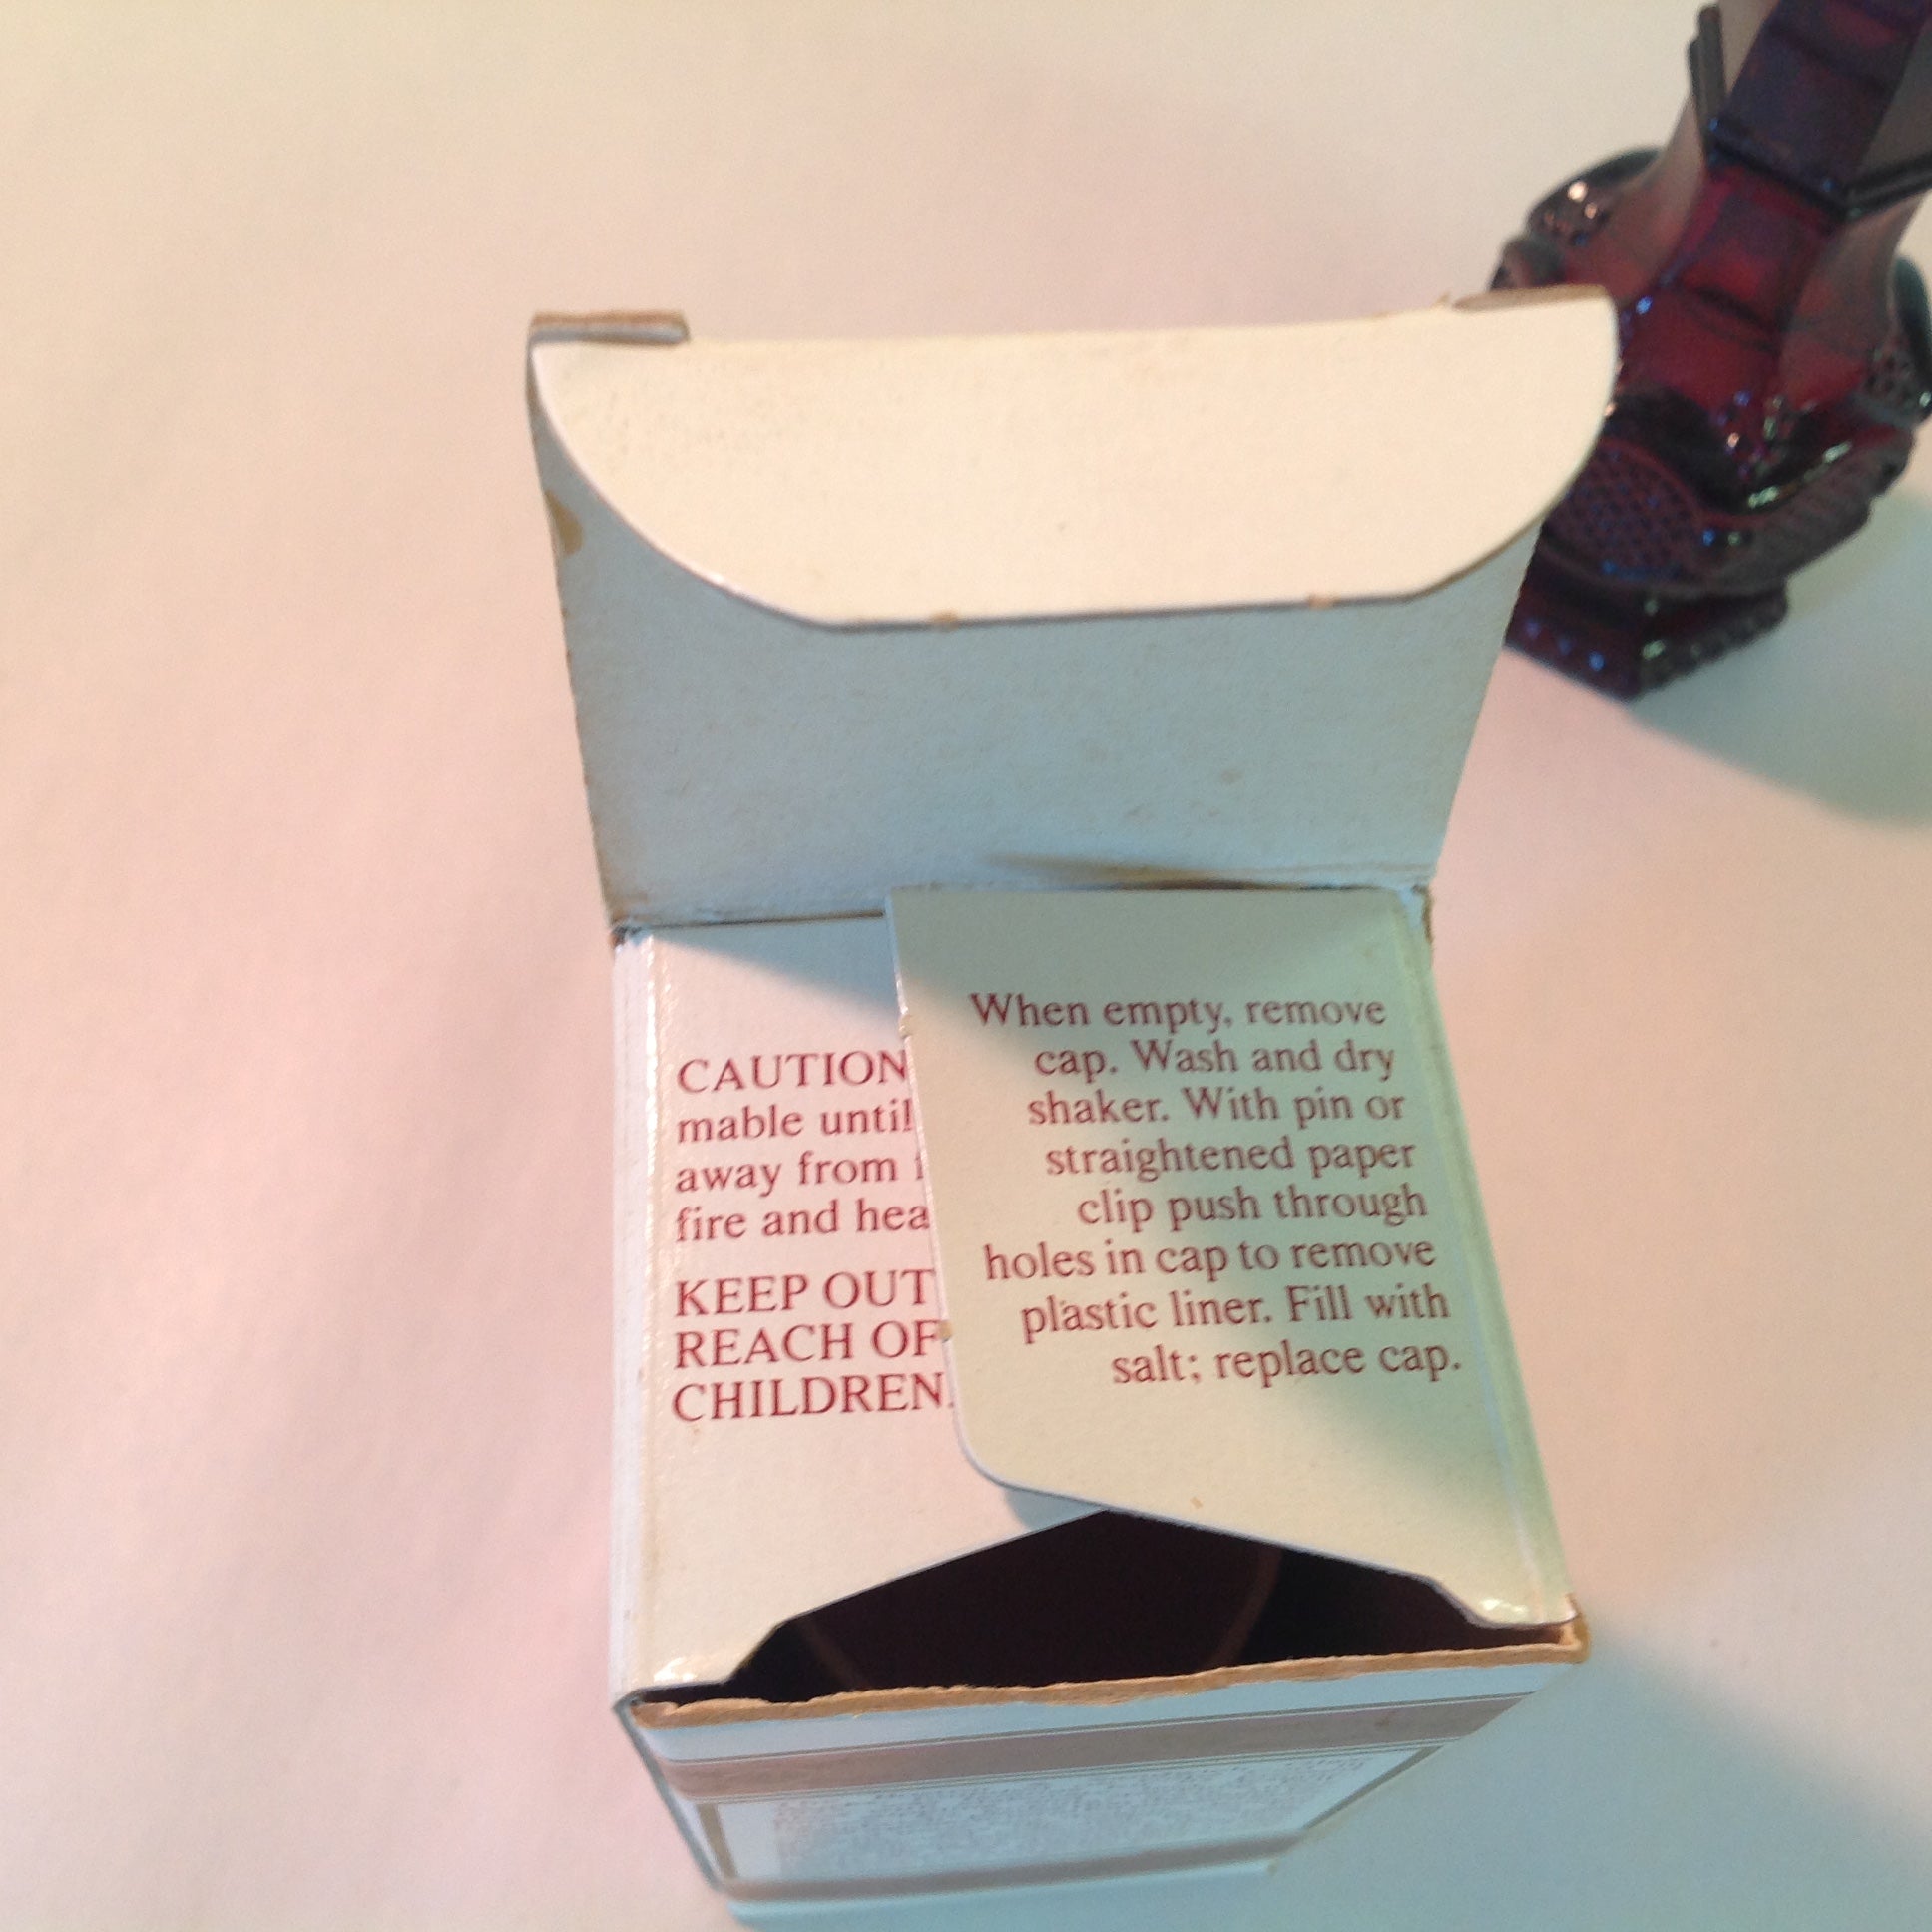 CAUTION
mable until
away from
fire and hea
KEEP OUT
REACH OF
CHILDREN.
When empty, remove
cap. Wash and dry
shaker. With pin or
straightened paper
clip push through
holes in cap to remove
plastic liner. Fill with
salt; replace cap.